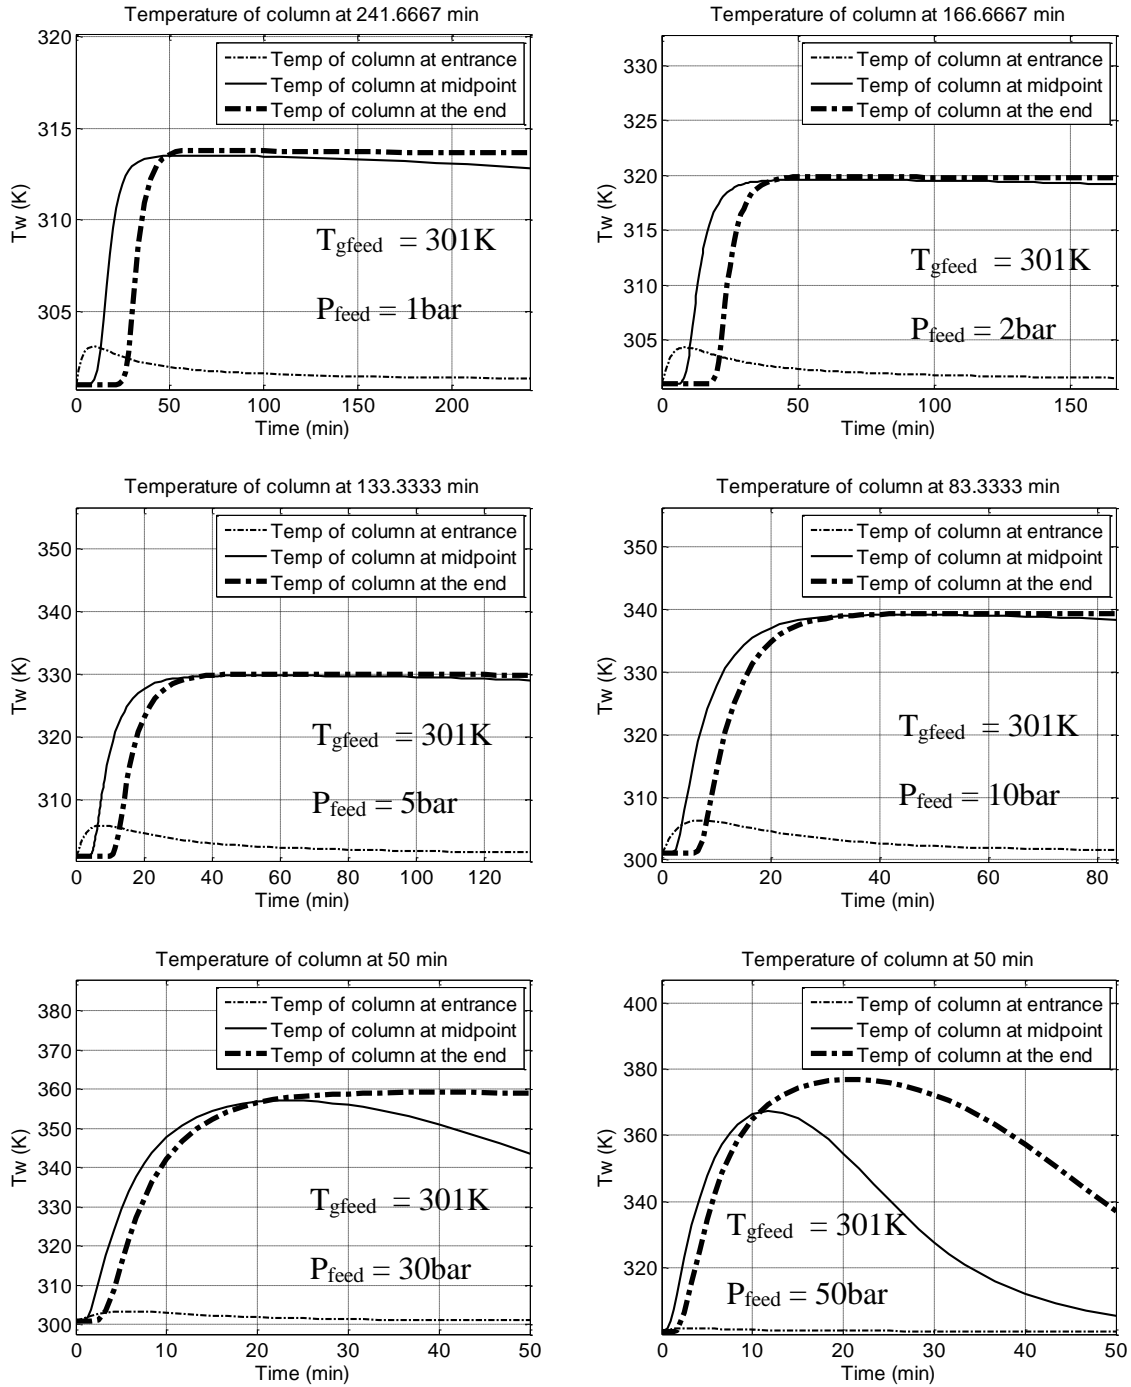 Temperature of column at 241.6667 min
320
315
310
305
Tw (K)
Temp of column at entrance
Temp of column at midpoint
Temp of column at the end
Tgfeed = 301K
Pfeed = 1bar
0 50 100 150 200
Time (min)
Temperature of column at 166.6667 min
330
325
320
315
310
305
Tw (K)
Temp of column at entrance
Temp of column at midpoint
Temp of column at the end
Tgfeed = 301K
Pfeed = 2bar
0 50 100 150
Time (min)
Temperature of column at 133.3333 min
350
340
330
320
310
Tw (K)
Temp of column at entrance
Temp of column at midpoint
Temp of column at the end
Tgfeed = 301K
Pfeed = 5bar
0 20 40 60 80 100 120
Time (min)
Temperature of column at 83.3333 min
350
340
330
320
310
300
Tw (K)
Temp of column at entrance
Temp of column at midpoint
Temp of column at the end
Tgfeed = 301K
Pfeed = 10bar
0 20 40 60 80
Time (min)
Temperature of column at 50 min
380
370
360
350
340
330
320
310
300
Tw (K)
Temp of column at entrance
Temp of column at midpoint
Temp of column at the end
Tgfeed = 301K
Pfeed = 30bar
0 10 20 30 40 50
Time (min)
Temperature of column at 50 min
400
380
360
340
320
Tw (K)
Temp of column at entrance
Temp of column at midpoint
Temp of column at the end
Tgfeed = 301K
Pfeed = 50bar
0 10 20 30 40 50
Time (min)